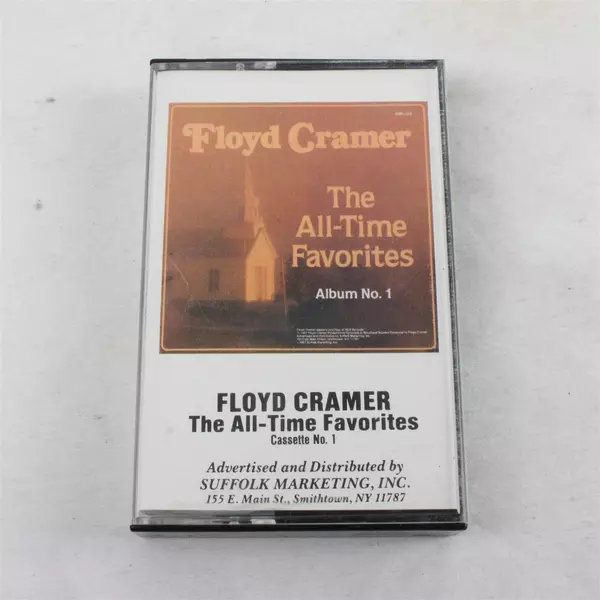 Floyd Cramer
The
All-Time
Favorites
Album No. 1
FLOYD CRAMER
The All-Time Favorites
Cassette No. 1
Advertised and Distributed by
SUFFOLK MARKETING, INC.
155 E. Main St., Smithtown, NY 11787